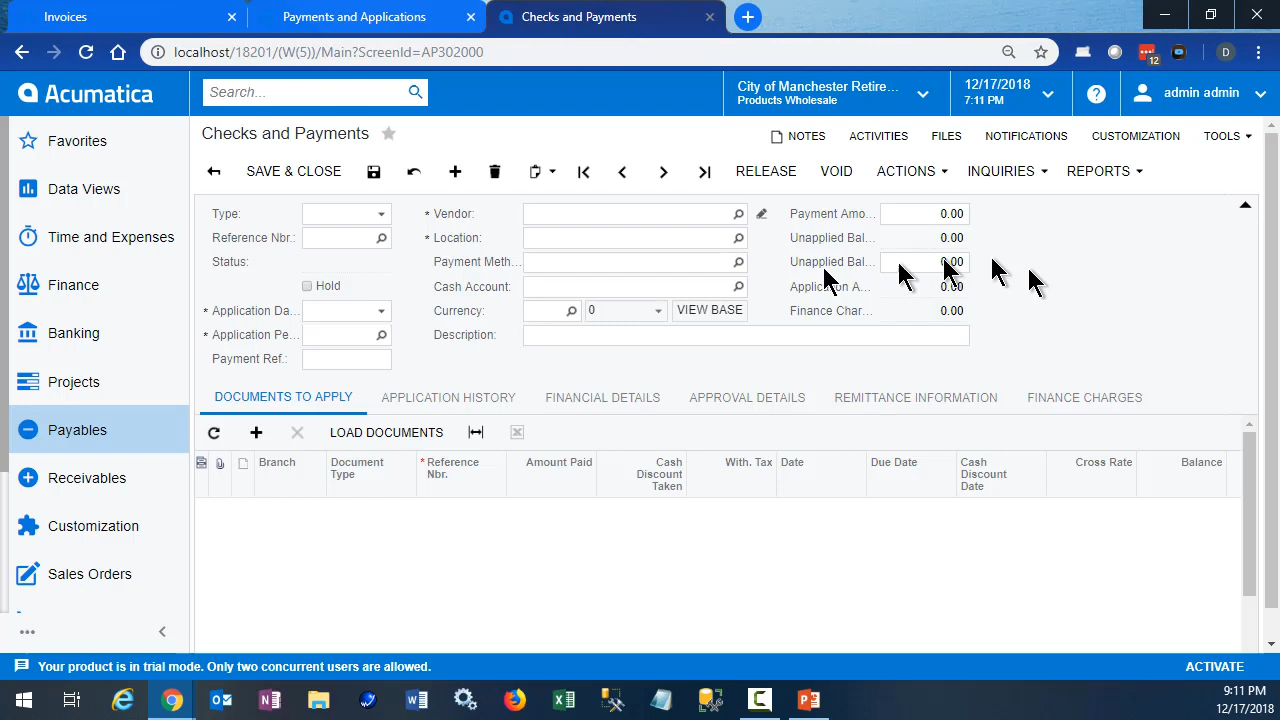 Invoices
Payments and Applications
Checks and Payments
localhost/18201/(W(5))/Main?ScreenId=AP302000
12
D
Acumatica
Search...
City of Manchester Retire...
Products Wholesale
12/17/2018
7:11 PM
?
admin admin
Favorites
Data Views
Time and Expenses
Finance
Banking
Projects
Payables
Receivables
Customization
Sales Orders
Checks and Payments
NOTES
ACTIVITIES
FILES
NOTIFICATIONS
CUSTOMIZATION
TOOLS
SAVE & CLOSE
RELEASE
VOID
ACTIONS
INQUIRIES
REPORTS
Type:
Reference Nbr.:
Status:
Hold
* Application Da...
* Application Pe...
Payment Ref.:
* Vendor:
* Location:
Payment Meth...
Cash Account:
Currency:
0
VIEW BASE
Description:
Payment Amo...
0.00
Unapplied Bal...
0.00
Unapplied Bal...
0.00
Application A...
0.00
Finance Char...
0.00
DOCUMENTS TO APPLY
APPLICATION HISTORY
FINANCIAL DETAILS
APPROVAL DETAILS
REMITTANCE INFORMATION
FINANCE CHARGES
LOAD DOCUMENTS
Branch
Document
Type
* Reference
Nbr.
Amount Paid
Cash
Discount
Taken
With. Tax
Date
Due Date
Cash
Discount
Date
Cross Rate
Balance
Your product is in trial mode. Only two concurrent users are allowed.
ACTIVATE
9:11 PM
12/17/2018